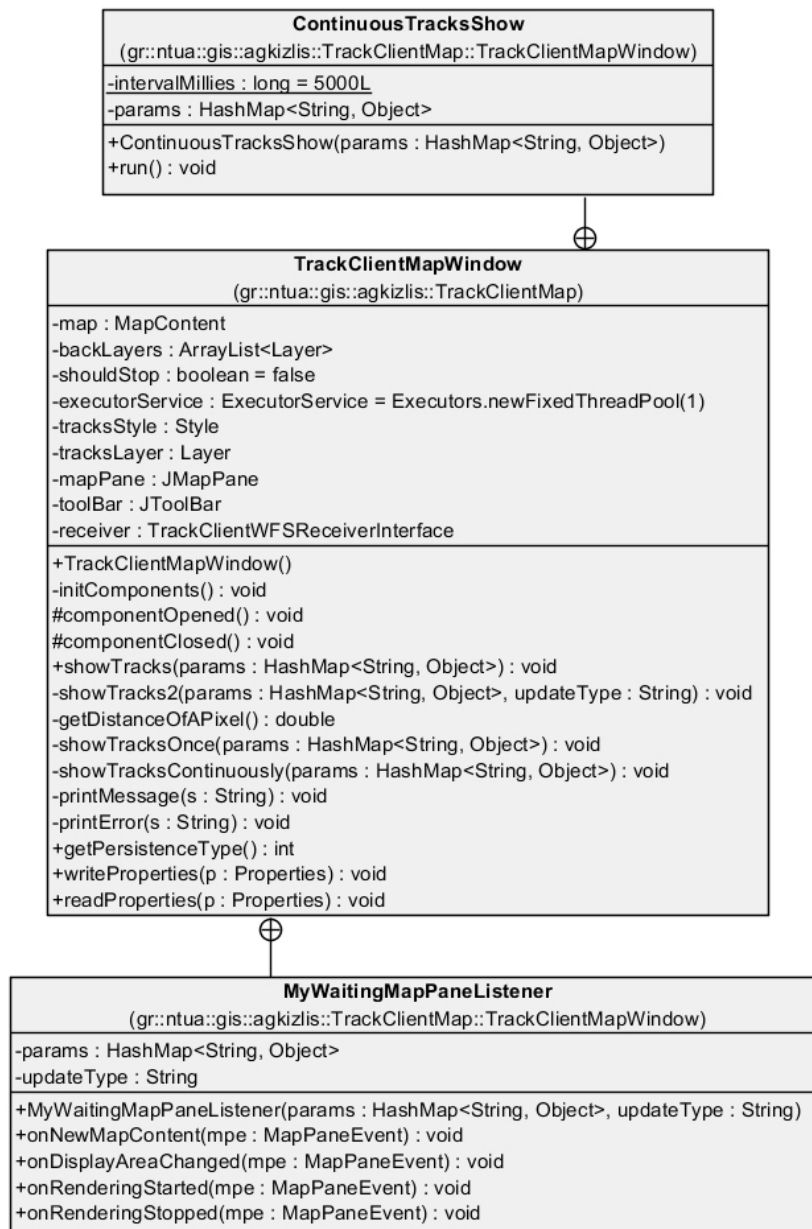 ContinuousTracksShow
(gr::ntua::gis::agkizlis::TrackClientMap::TrackClientMapWindow)
-intervalMillies : long = 5000L
-params : HashMap<String, Object>
+ContinuousTracksShow(params : HashMap<String, Object>)
+run() : void
TrackClientMapWindow
(gr::ntua::gis::agkizlis::TrackClientMap)
-map : MapContent
-backLayers : ArrayList<Layer>
-shouldStop : boolean = false
-executorService : ExecutorService = Executors.newFixedThreadPool(1)
-tracksStyle : Style
-tracksLayer : Layer
-mapPane : JMapPane
-toolBar : JToolBar
-receiver : TrackClientWFSReceiverInterface
+TrackClientMapWindow()
-initComponents() : void
#componentOpened() : void
#componentClosed() : void
+showTracks(params : HashMap<String, Object>) : void
-showTracks2(params : HashMap<String, Object>, updateType : String) : void
-getDistanceOfAPixel() : double
-showTracksOnce(params : HashMap<String, Object>) : void
-showTracksContinuously(params : HashMap<String, Object>) : void
-printMessage(s : String) : void
-printError(s : String) : void
+getPersistenceType() : int
+writeProperties(p : Properties) : void
+readProperties(p : Properties) : void
MyWaitingMapPaneListener
(gr::ntua::gis::agkizlis::TrackClientMap::TrackClientMapWindow)
-params : HashMap<String, Object>
-updateType : String
+MyWaitingMapPaneListener(params : HashMap<String, Object>, updateType : String)
+onNewMapContent(mpe : MapPaneEvent) : void
+onDisplayAreaChanged(mpe : MapPaneEvent) : void
+onRenderingStarted(mpe : MapPaneEvent) : void
+onRenderingStopped(mpe : MapPaneEvent) : void